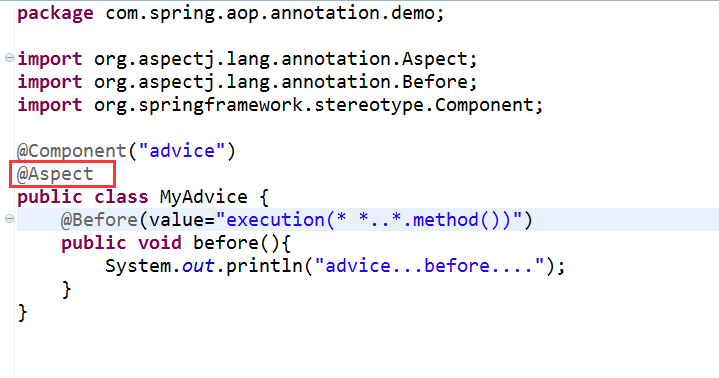 package com.spring.aop.annotation.demo;
import org.aspectj.lang.annotation.Aspect;
import org.aspectj.lang.annotation.Before;
import org.springframework.stereotype.Component;
@Component("advice")
@Aspect
public class MyAdvice {
@Before(value="execution(* *..*.method())")
public void before(){
System.out.println("advice...before....");
}
}